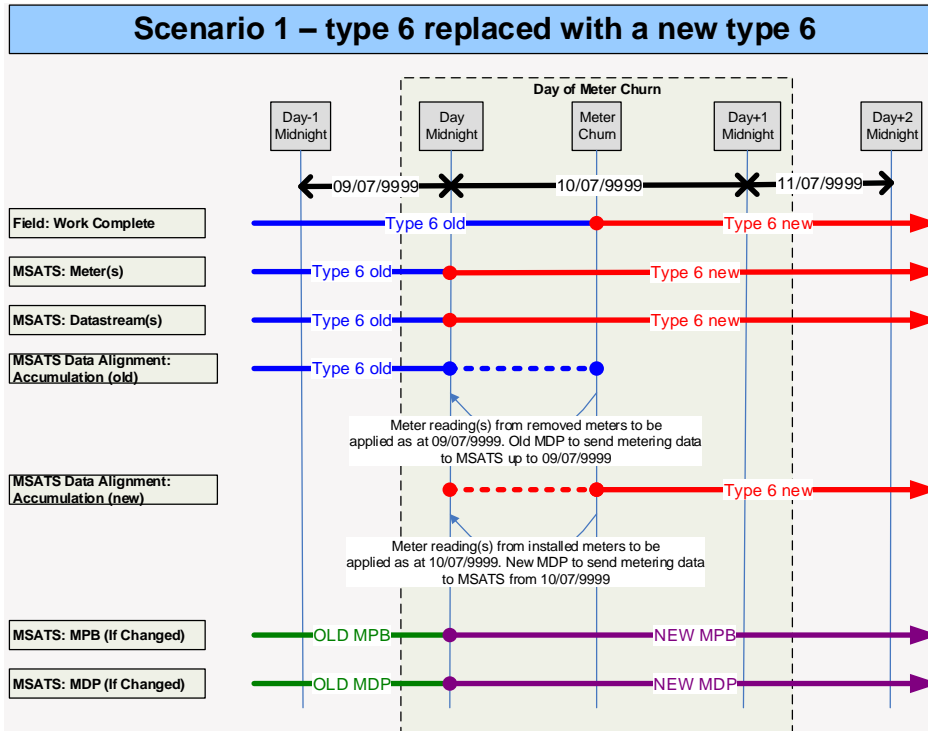 Scenario 1 – type 6 replaced with a new type 6
Day of Meter Churn
Day-1
Midnight
Day
Midnight
Meter
Churn
Day+1
Midnight
Day+2
Midnight
09/07/9999
10/07/9999
11/07/9999
Field: Work Complete
Type 6 old
Type 6 new
MSATS: Meter(s)
Type 6 old
Type 6 new
MSATS: Datastream(s)
Type 6 old
Type 6 new
MSATS Data Alignment:
Accumulation (old)
Type 6 old
Meter reading(s) from removed meters to be
applied as at 09/07/9999. Old MDP to send metering data
to MSATS up to 09/07/9999
MSATS Data Alignment:
Accumulation (new)
Type 6 new
Meter reading(s) from installed meters to be
applied as at 10/07/9999. New MDP to send metering data
to MSATS from 10/07/9999
MSATS: MPB (If Changed)
OLD MPB
NEW MPB
MSATS: MDP (If Changed)
OLD MDP
NEW MDP